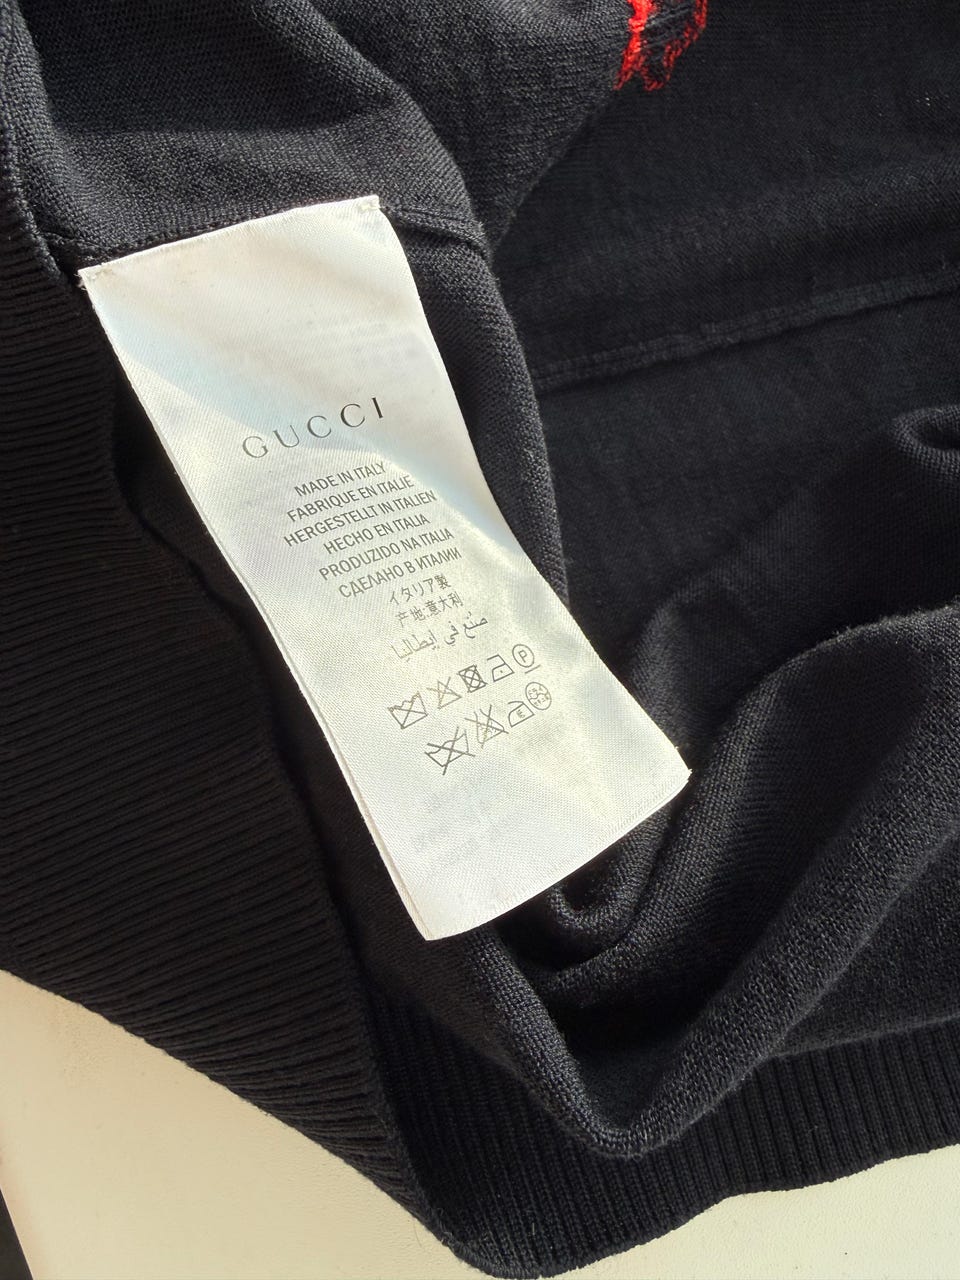 GUCCI
MADE IN ITALY
FABRIQUE EN ITALIE
HERGESTELLT IN ITALIEN
HECHO EN ITALIA
PRODUZIDO NA ITALIA
СДЕЛАНО В ИТАЛИИ
イタリア製
产地:意大利
صنع في إيطاليا
P